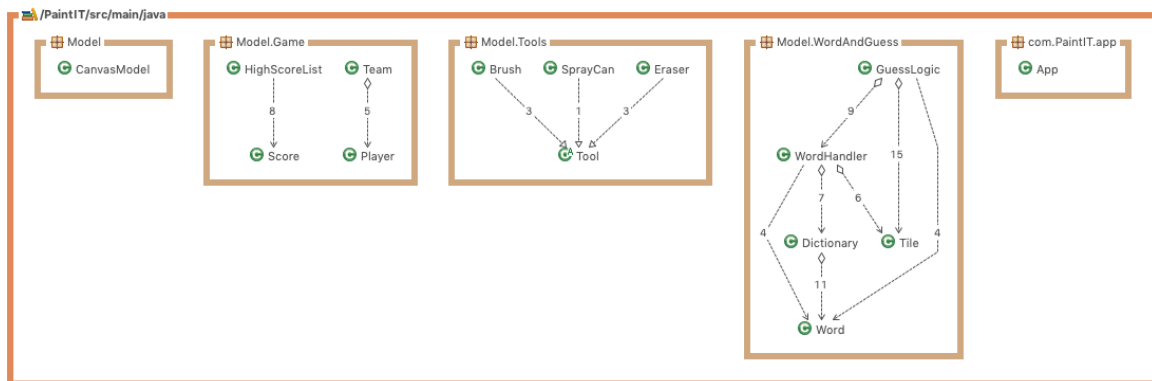 /PaintIT/src/main/java
Model
CanvasModel
Model.Game
HighScoreList
Team
8
5
Score
Player
Model.Tools
Brush
SprayCan
Eraser
3
1
3
Tool
Model.WordAndGuess
GuessLogic
9
WordHandler
15
7
6
4
4
Dictionary
Tile
11
Word
com.PaintIT.app
App